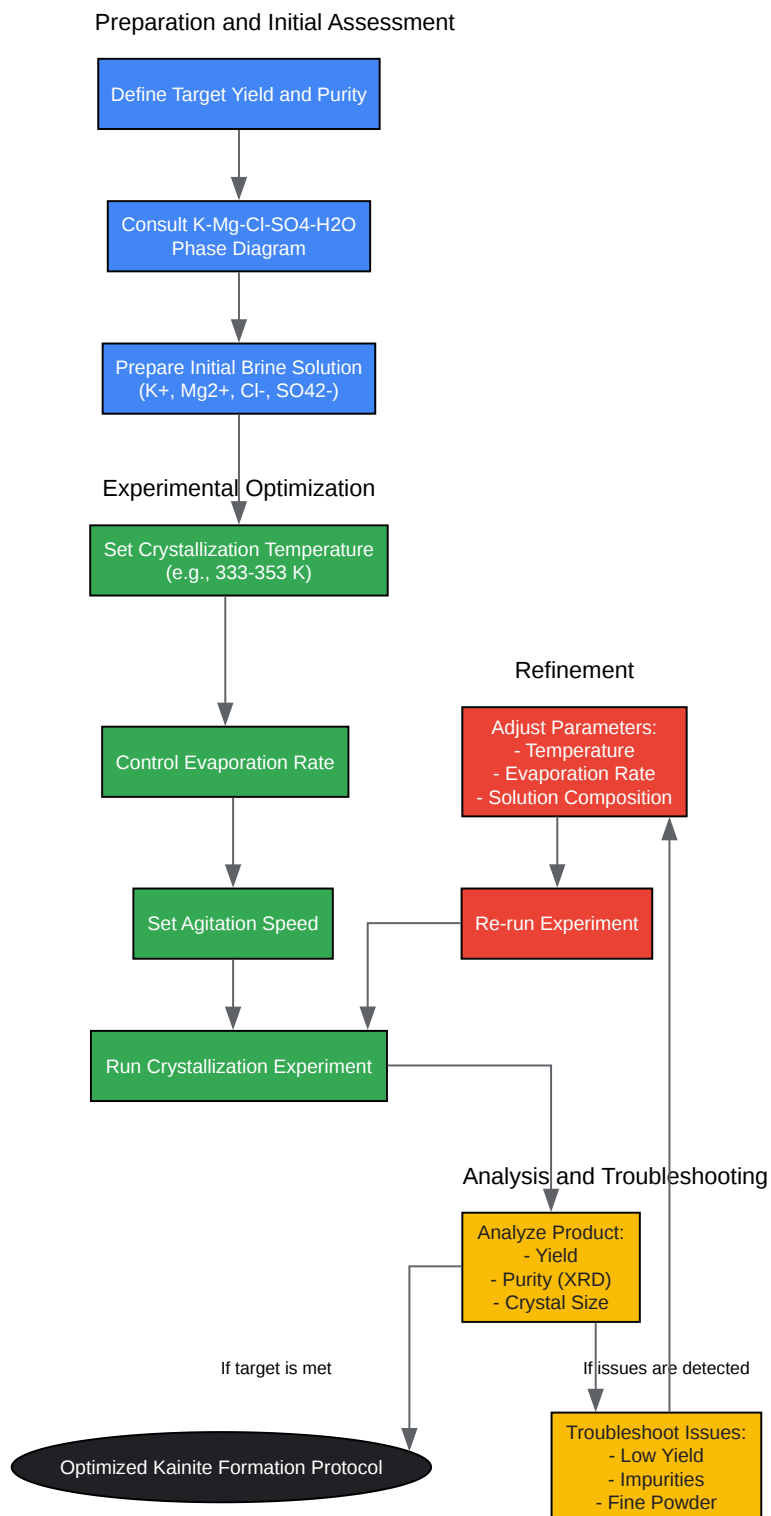 Preparation and Initial Assessment
Define Target Yield and Purity
Consult K-Mg-Cl-SO4-H2O
Phase Diagram
Prepare Initial Brine Solution
(K+, Mg2+, Cl-, SO42-)
Experimental Optimization
Set Crystallization Temperature
(e.g., 333-353 K)
Control Evaporation Rate
Set Agitation Speed
Run Crystallization Experiment
Refinement
Adjust Parameters:
- Temperature
- Evaporation Rate
- Solution Composition
Re-run Experiment
Analysis and Troubleshooting
Analyze Product:
- Yield
- Purity (XRD)
- Crystal Size
If target is met
If issues are detected
Optimized Kainite Formation Protocol
Troubleshoot Issues:
- Low Yield
- Impurities
- Fine Powder